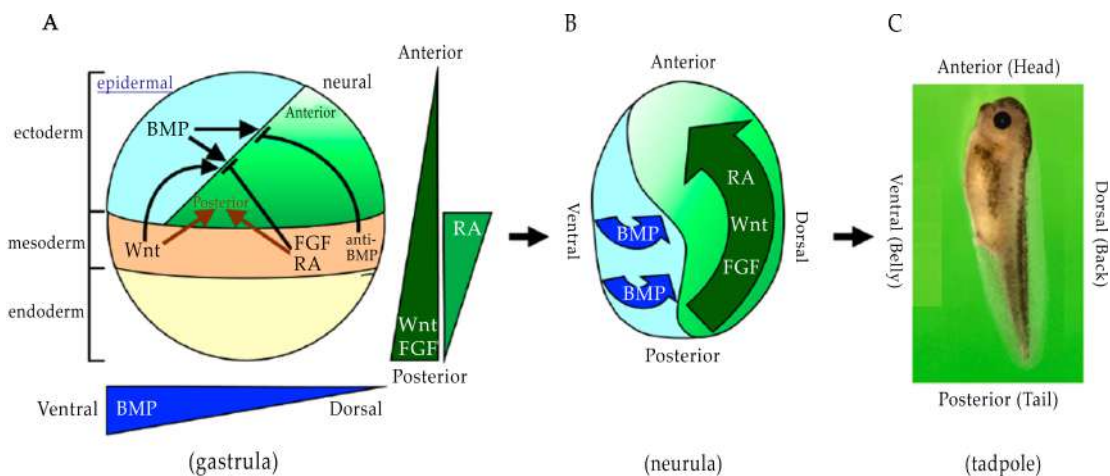 A
epidermal
neural
Anterior
ectoderm
BMP
Posterior
mesoderm
Wnt
FGF
RA
anti-
BMP
endoderm
Ventral
BMP
Dorsal
(gastrula)
Anterior
RA
Wnt
FGF
Posterior
B
Anterior
Ventral
BMP
BMP
RA
Wnt
FGF
Dorsal
Posterior
(neurula)
C
Anterior (Head)
Ventral (Belly)
Dorsal (Back)
Posterior (Tail)
(tadpole)